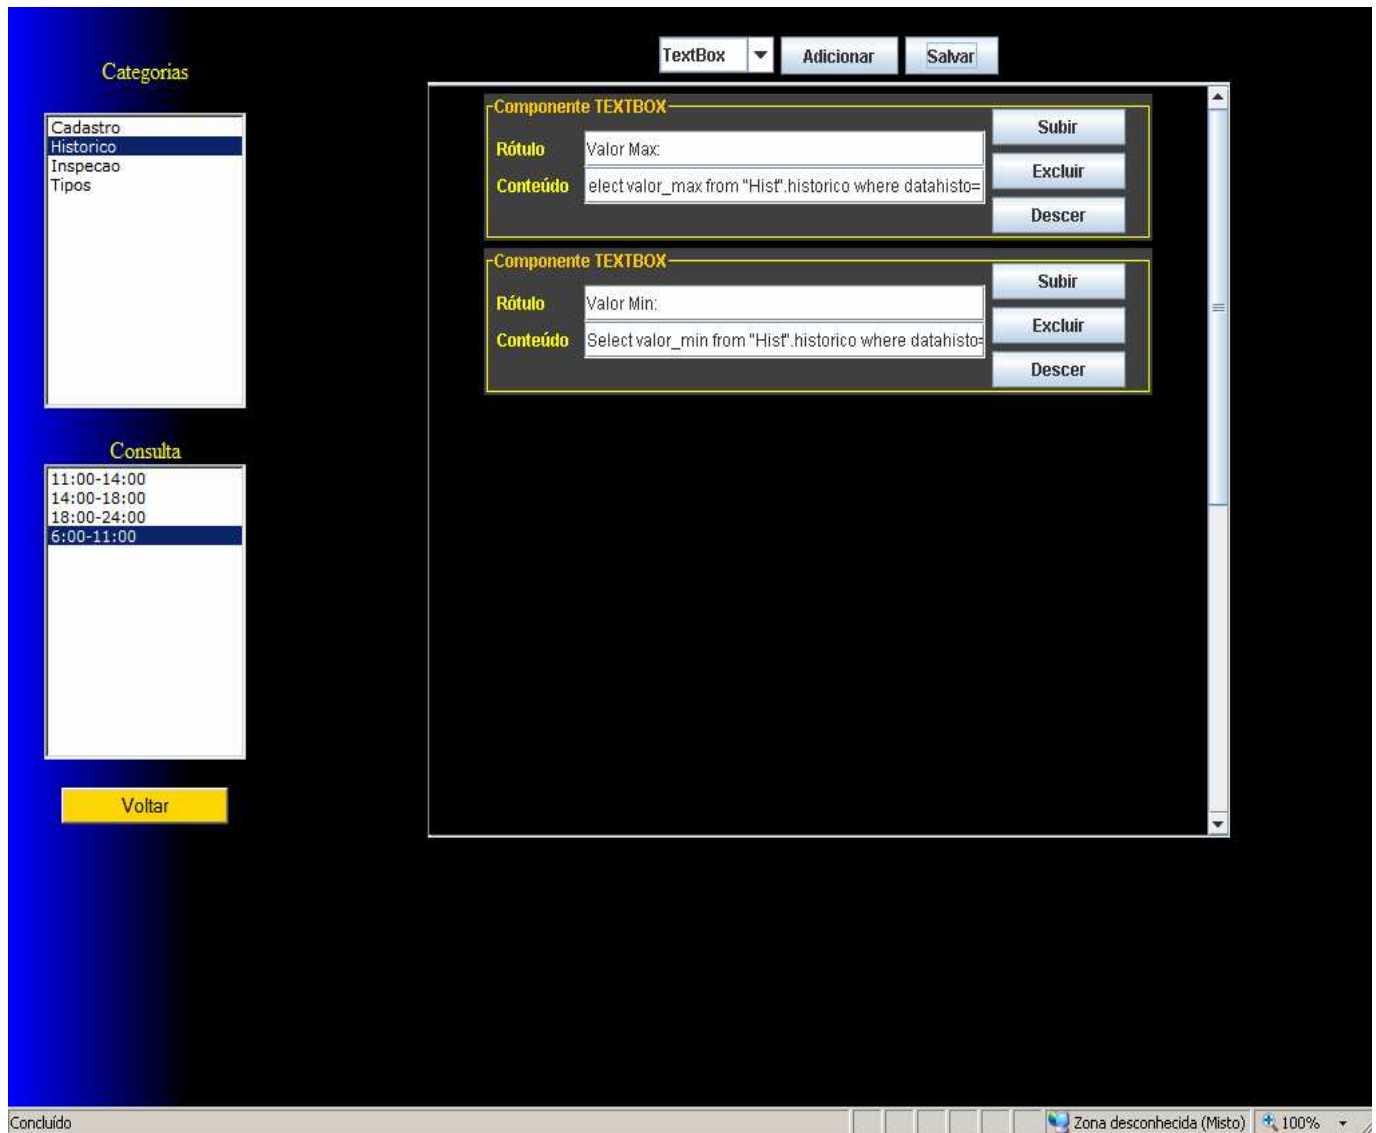 Categorias
Cadastro
Historico
Inspecao
Tipos
Consulta
11:00-14:00
14:00-18:00
18:00-24:00
6:00-11:00
Voltar
TextBox
Adicionar
Salvar
Componente TEXTBOX
Rótulo
Valor Max:
Conteúdo
elect valor_max from "Hist".historico where datahisto=
Subir
Excluir
Descer
Componente TEXTBOX
Rótulo
Valor Min:
Conteúdo
Select valor_min from "Hist".historico where datahisto=
Subir
Excluir
Descer
Concluído
Zona desconhecida (Misto)
100%